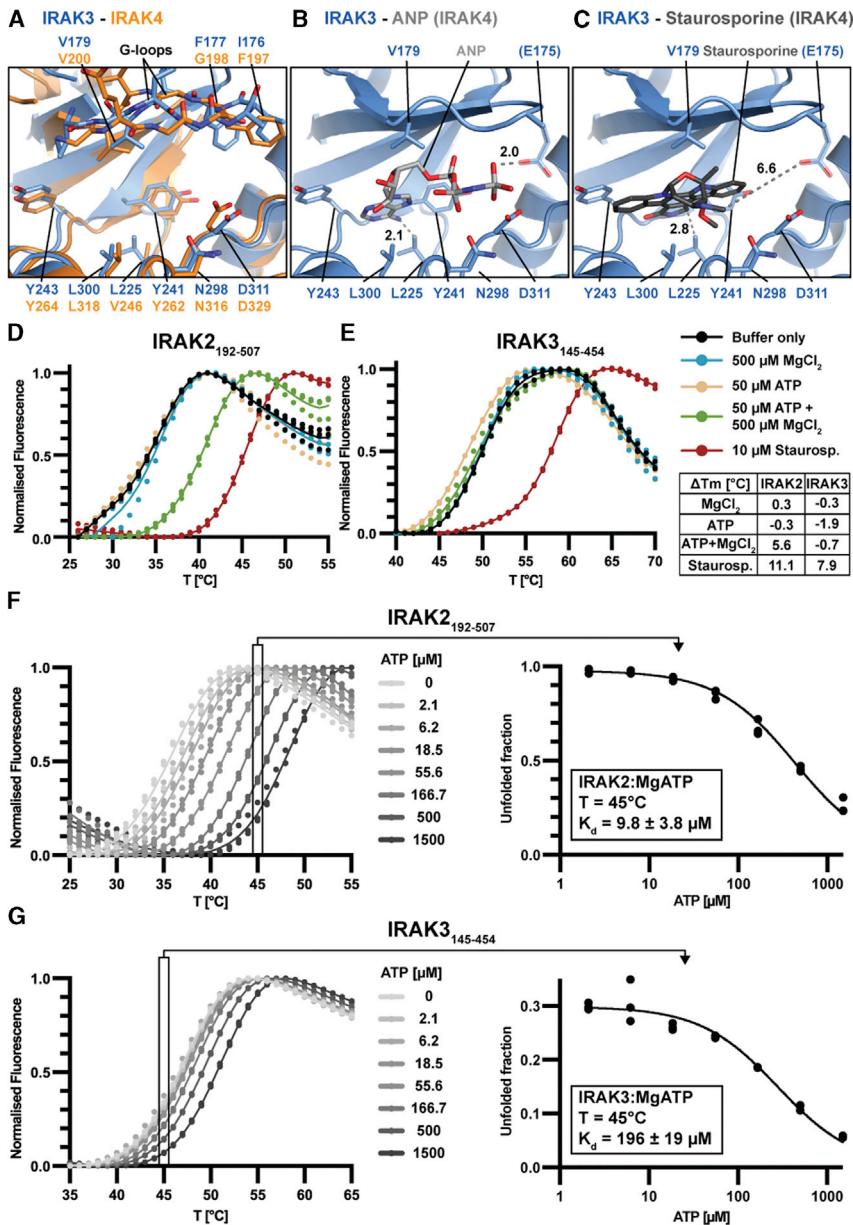 A
IRAK3 - IRAK4
V179
V200
G-loops
F177
G198
I176
F197
Y243 L300 L225 Y241 N298 D311
Y264 L318 V246 Y262 N316 D329
B
IRAK3 - ANP (IRAK4)
V179 ANP (E175)
2.0
2.1
Y243 L300 L225 Y241 N298 D311
C
IRAK3 - Staurosporine (IRAK4)
V179 Staurosporine (E175)
6.6
2.8
Y243 L300 L225 Y241 N298 D311
D
IRAK2192-507
Normalised Fluorescence
1.0
0.5
0.0
25 30 35 40 45 50 55
T [°C]
E
IRAK3145-454
Normalised Fluorescence
1.0
0.5
0.0
40 45 50 55 60 65 70
T [°C]
Buffer only
500 µM MgCl2
50 µM ATP
50 µM ATP +
500 µM MgCl2
10 µM Staurosp.
ΔTm [°C] IRAK2 IRAK3
MgCl2 0.3 -0.3
ATP -0.3 -1.9
ATP+MgCl2 5.6 -0.7
Staurosp. 11.1 7.9
F
IRAK2192-507
Normalised Fluorescence
1.0
0.5
0.0
25 30 35 40 45 50 55
T [°C]
ATP [µM]
0
2.1
6.2
18.5
55.6
166.7
500
1500
Unfolded fraction
1.0
0.5
0.0
1 10 100 1000
ATP [µM]
IRAK2:MgATP
T = 45°C
Kd = 9.8 ± 3.8 µM
G
IRAK3145-454
Normalised Fluorescence
1.0
0.5
0.0
35 40 45 50 55 60 65
T [°C]
ATP [µM]
0
2.1
6.2
18.5
55.6
166.7
500
1500
Unfolded fraction
0.3
0.2
0.1
0.0
1 10 100 1000
ATP [µM]
IRAK3:MgATP
T = 45°C
Kd = 196 ± 19 µM